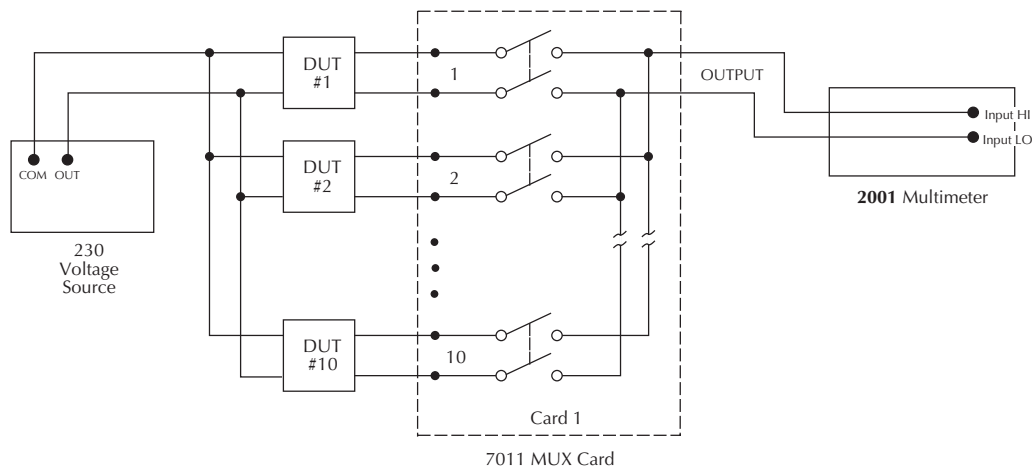 DUT
#1
1
OUTPUT
Input HI
Input LO
COM OUT
DUT
#2
2
2001 Multimeter
230
Voltage
Source
DUT
#10
10
Card 1
7011 MUX Card